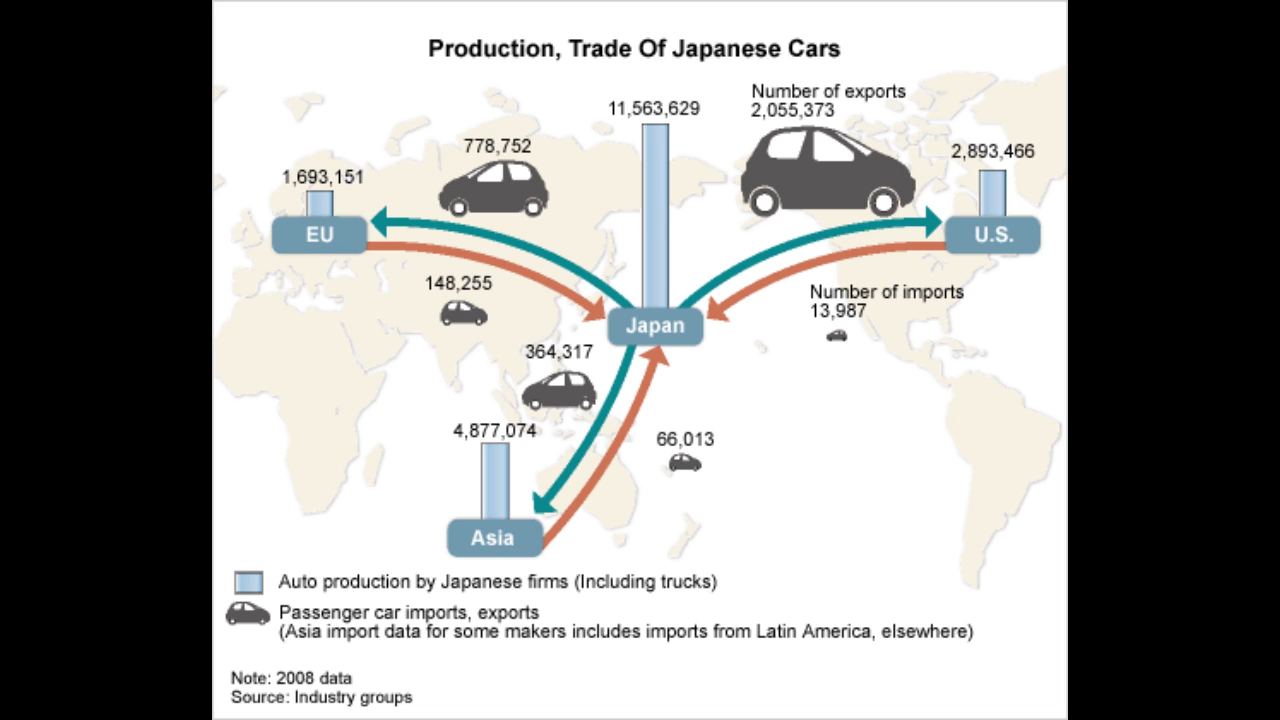 Production, Trade Of Japanese Cars
Number of exports
2,055,373
11,563,629
778,752
2,893,466
1,693,151
EU
U.S.
148,255
Number of imports
13,987
Japan
364,317
4,877,074
66,013
Asia
Auto production by Japanese firms (Including trucks)
Passenger car imports, exports
(Asia import data for some makers includes imports from Latin America, elsewhere)
Note: 2008 data
Source: Industry groups